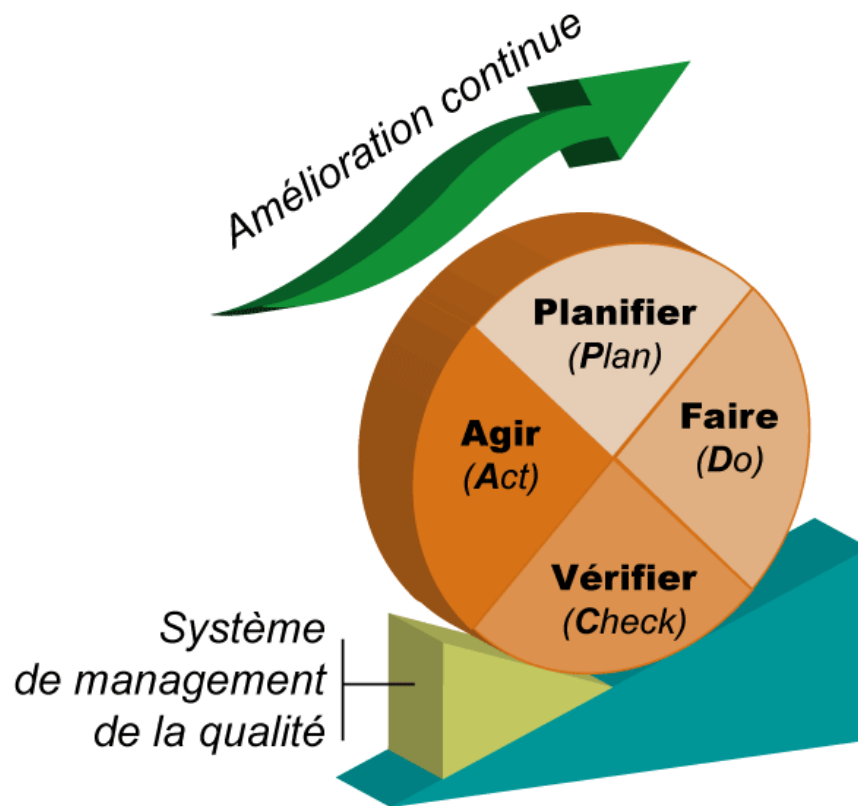 Amélioration continue
Planifier
(Plan)
Faire
(Do)
Agir
(Act)
Vérifier
(Check)
Système
de management
de la qualité